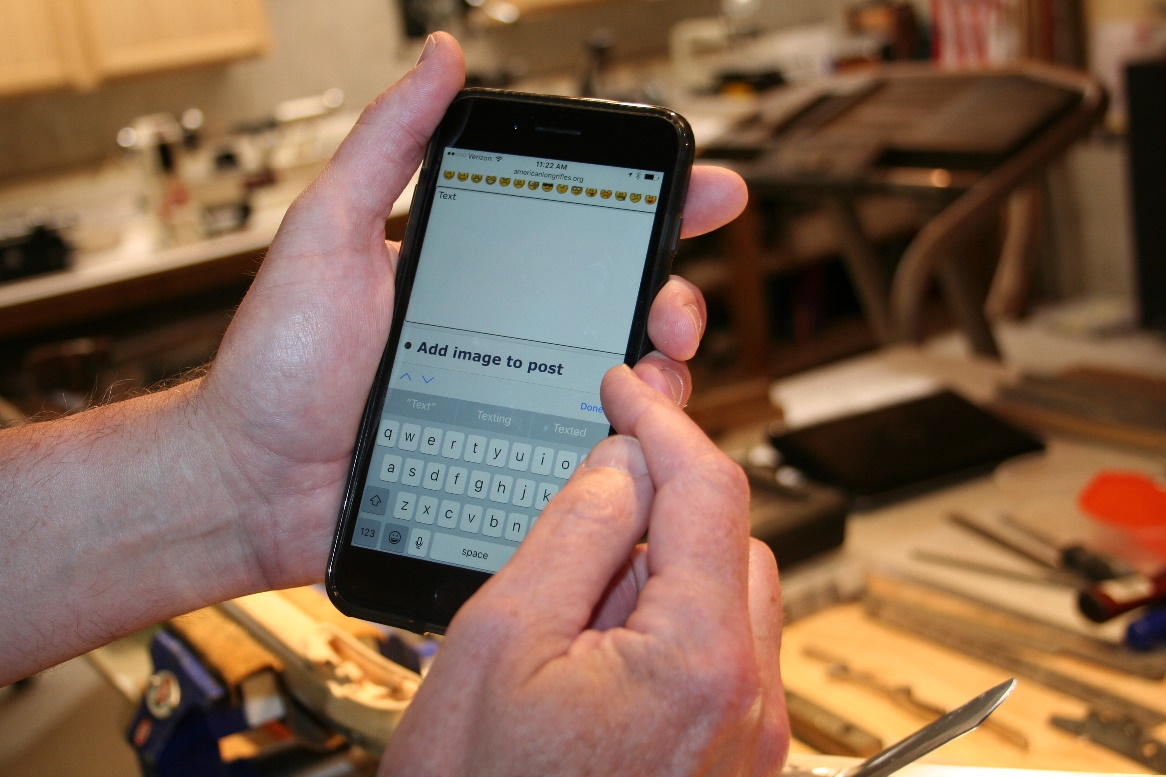 Verizon
11:22 AM
americanlongrifles.org
Text
• Add image to post
Done
"Text" Texting Texted
q w e r t y u i o
a s d f g h j k
z x c v b n
123 space